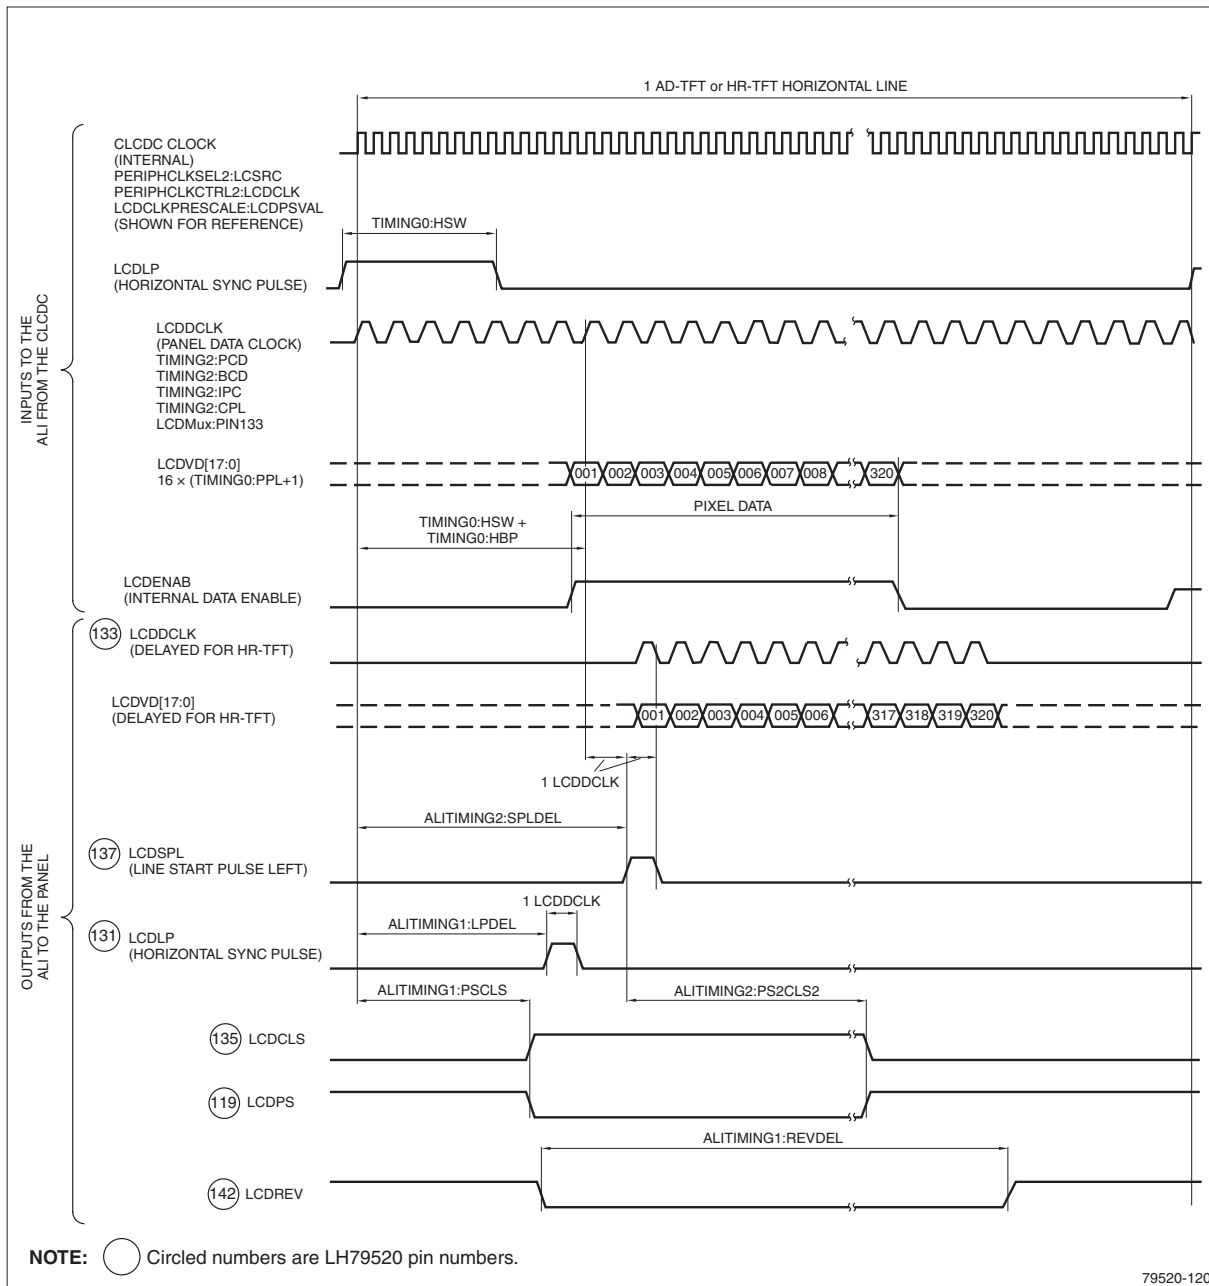 1 AD-TFT or HR-TFT HORIZONTAL LINE
INPUTS TO THE
ALI FROM THE CLCDC
CLCDC CLOCK
(INTERNAL)
PERIPHCLKSEL2:LCSRC
PERIPHCLKCTRL2:LCDCLK
LCDCLKPRESCALE:LCDPSVAL
(SHOWN FOR REFERENCE)
TIMING0:HSW
LCDLP
(HORIZONTAL SYNC PULSE)
LCDDCLK
(PANEL DATA CLOCK)
TIMING2:PCD
TIMING2:BCD
TIMING2:IPC
TIMING2:CPL
LCDMux:PIN133
LCDVD[17:0]
16 × (TIMING0:PPL+1)
001 002 003 004 005 006 007 008 320
PIXEL DATA
TIMING0:HSW +
TIMING0:HBP
LCDENAB
(INTERNAL DATA ENABLE)
OUTPUTS FROM THE
ALI TO THE PANEL
133 LCDDCLK
(DELAYED FOR HR-TFT)
LCDVD[17:0]
(DELAYED FOR HR-TFT)
001 002 003 004 005 006 317 318 319 320
1 LCDDCLK
ALITIMING2:SPLDEL
137 LCDSPL
(LINE START PULSE LEFT)
1 LCDDCLK
ALITIMING1:LPDEL
131 LCDLP
(HORIZONTAL SYNC PULSE)
ALITIMING1:PSCLS
ALITIMING2:PS2CLS2
135 LCDCLS
119 LCDPS
ALITIMING1:REVDEL
142 LCDREV
NOTE: Circled numbers are LH79520 pin numbers.
79520-120